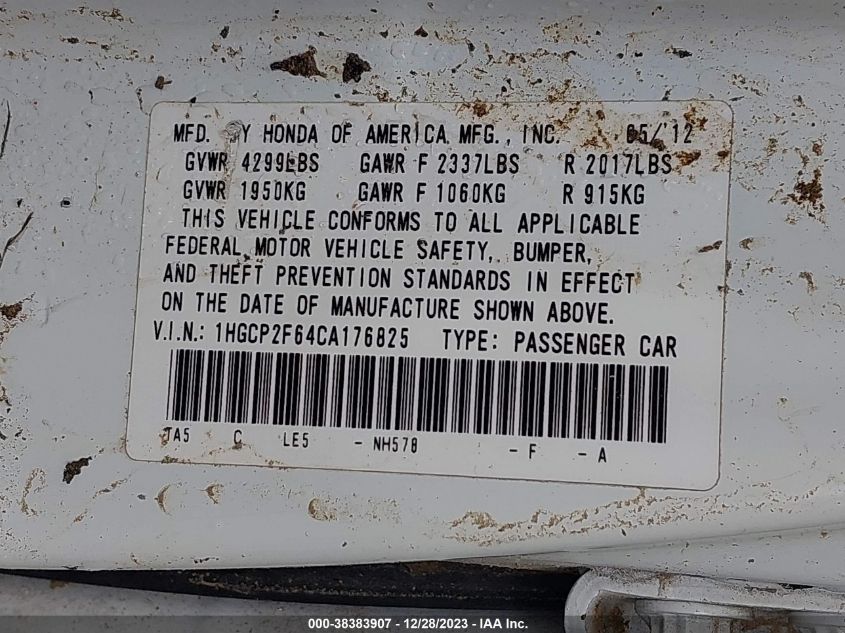 MFD. BY HONDA OF AMERICA MFG., INC. 05/'12
GVWR 4299LBS GAWR F 2337LBS R 2017LBS
GVWR 1950KG GAWR F 1060KG R 915KG
THIS VEHICLE CONFORMS TO ALL APPLICABLE
FEDERAL MOTOR VEHICLE SAFETY, BUMPER,
AND THEFT PREVENTION STANDARDS IN EFFECT
ON THE DATE OF MANUFACTURE SHOWN ABOVE.
V.I.N.: 1HGCP2F64CA176825 TYPE: PASSENGER CAR
TA5 C LE5 - NH578 - F - A
000-38383907 - 12/28/2023 - IAA Inc.